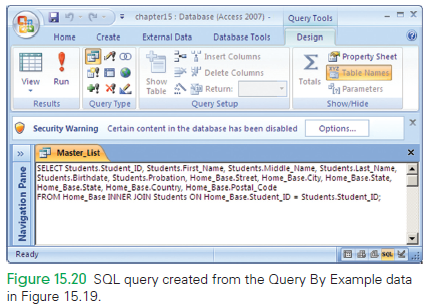 chapter15 : Database (Access 2007) -
Query Tools
Home
Create
External Data
Database Tools
Design
View
Run
Results
Query Type
Show
Table
Insert Columns
Delete Columns
Return:
Query Setup
Totals
Property Sheet
Table Names
Parameters
Show/Hide
Security Warning Certain content in the database has been disabled
Options...
Master_List
Navigation Pane
SELECT Students.Student_ID, Students.First_Name, Students.Middle_Name, Students.Last_Name,
Students.Birthdate, Students.Probation, Home_Base.Street, Home_Base.City, Home_Base.State,
Home_Base.State, Home_Base.Country, Home_Base.Postal_Code
FROM Home_Base INNER JOIN Students ON Home_Base.Student_ID = Students.Student_ID;
Ready
SQL
Figure 15.20 SQL query created from the Query By Example data
in Figure 15.19.